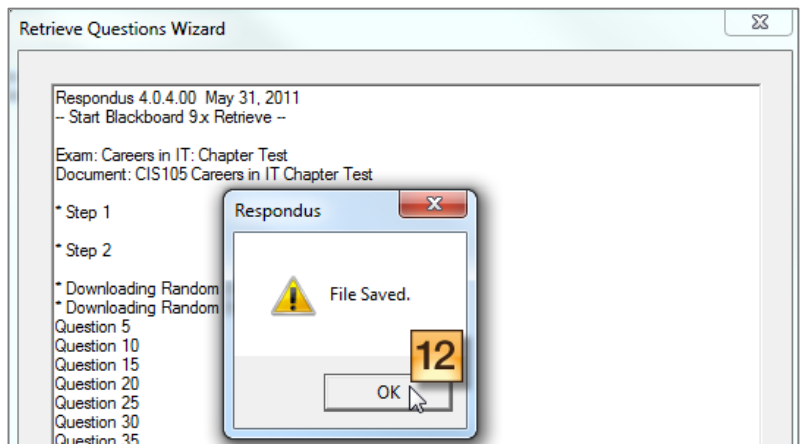 Retrieve Questions Wizard
Respondus 4.0.4.00 May 31, 2011
-- Start Blackboard 9.x Retrieve --
Exam: Careers in IT: Chapter Test
Document: CIS105 Careers in IT Chapter Test
* Step 1
* Step 2
* Downloading Random
* Downloading Random
Question 5
Question 10
Question 15
Question 20
Question 25
Question 30
Question 35
Respondus
File Saved.
12
OK